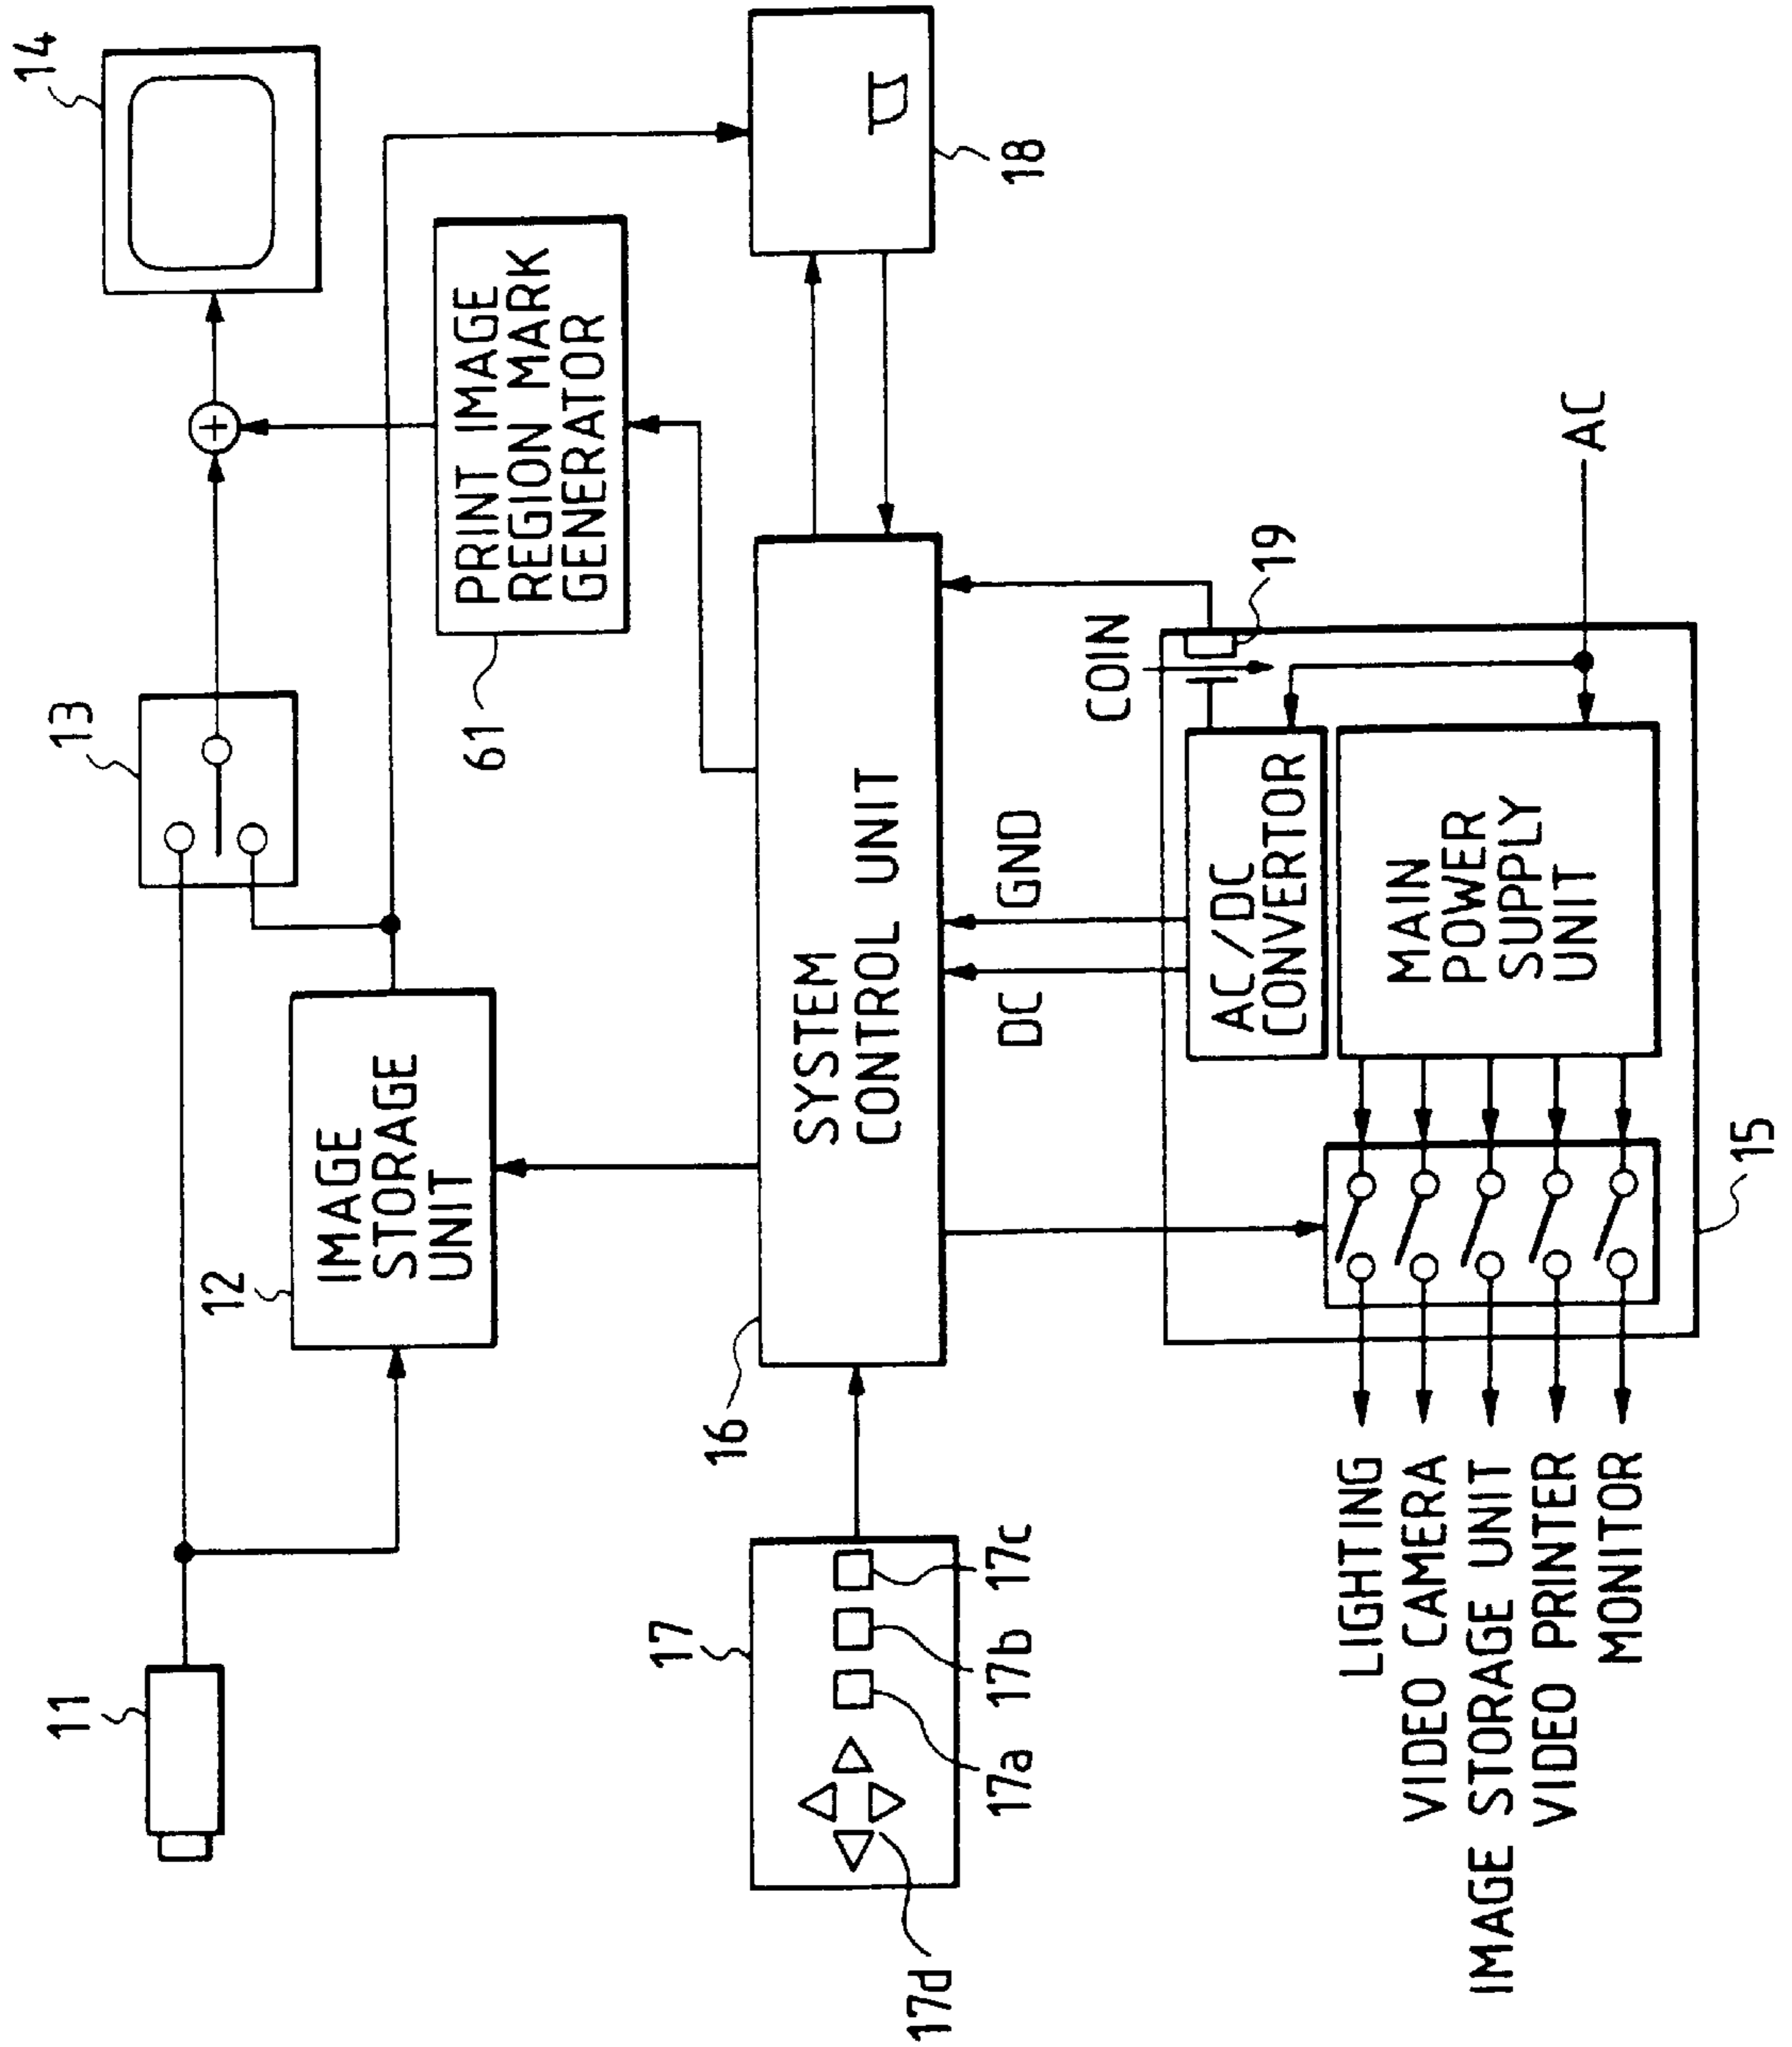 11
12
IMAGE
STORAGE
UNIT
13
14
61
PRINT IMAGE
REGION MARK
GENERATOR
16
SYSTEM
CONTROL UNIT
17
17d
17a
17b
17c
18
DC
GND
COIN
19
AC/DC
CONVERTOR
MAIN
POWER
SUPPLY
UNIT
AC
LIGHTING
VIDEO CAMERA
IMAGE STORAGE UNIT
VIDEO PRINTER
MONITOR
15